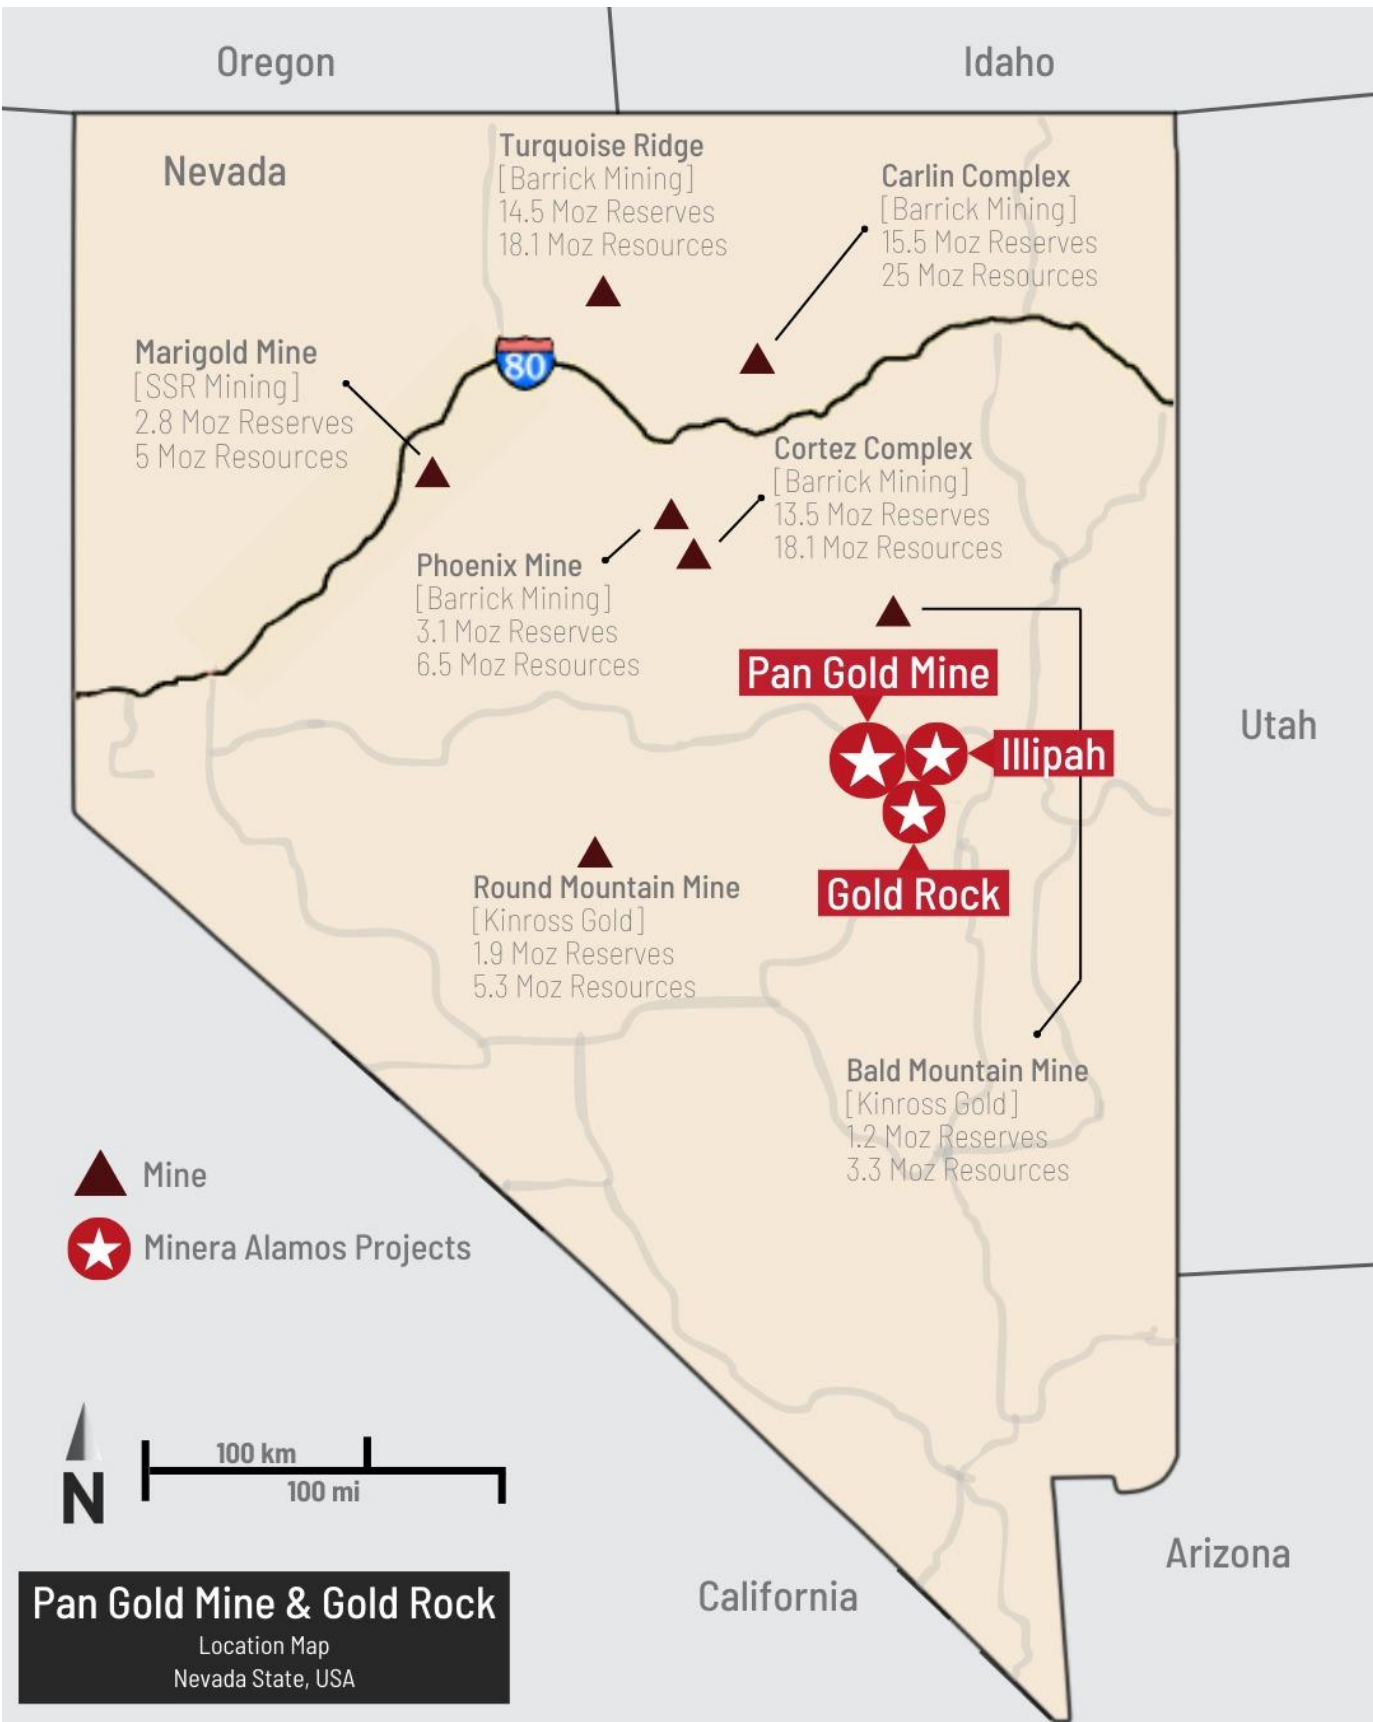 Oregon
Idaho
Nevada
Turquoise Ridge
[Barrick Mining]
14.5 Moz Reserves
18.1 Moz Resources
Carlin Complex
[Barrick Mining]
15.5 Moz Reserves
25 Moz Resources
Marigold Mine
[SSR Mining]
2.8 Moz Reserves
5 Moz Resources
80
Cortez Complex
[Barrick Mining]
13.5 Moz Reserves
18.1 Moz Resources
Phoenix Mine
[Barrick Mining]
3.1 Moz Reserves
6.5 Moz Resources
Pan Gold Mine
Illipah
Utah
Gold Rock
Round Mountain Mine
[Kinross Gold]
1.9 Moz Reserves
5.3 Moz Resources
Bald Mountain Mine
[Kinross Gold]
1.2 Moz Reserves
3.3 Moz Resources
Mine
Minera Alamos Projects
N
100 km
100 mi
Arizona
California
Pan Gold Mine & Gold Rock
Location Map
Nevada State, USA